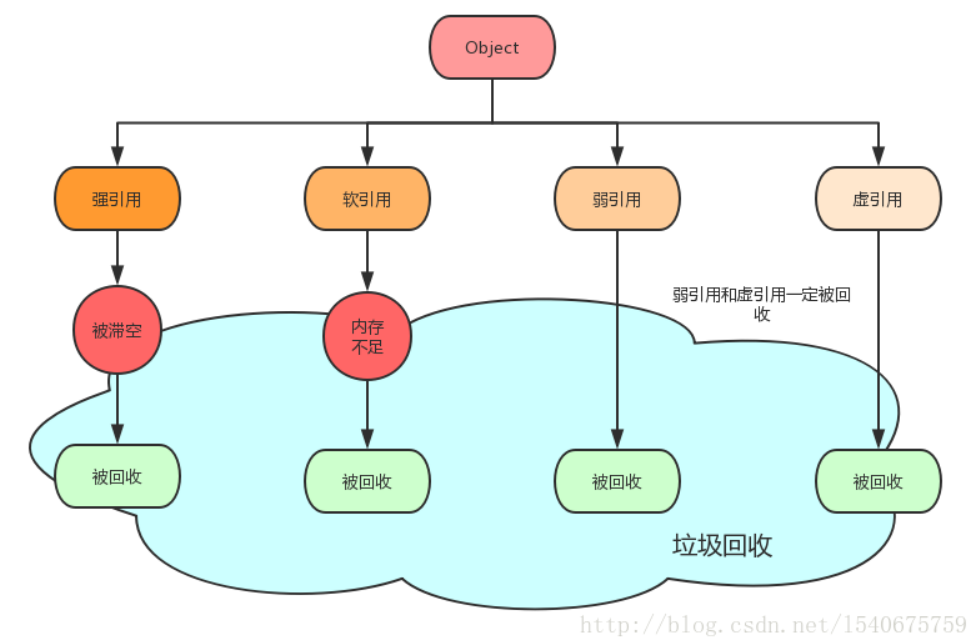 Object
强引用
软引用
弱引用
虚引用
弱引用和虚引用一定被回
收
被滞空
内存
不足
被回收
被回收
被回收
被回收
垃圾回收
http://blog.csdn.net/1540675759